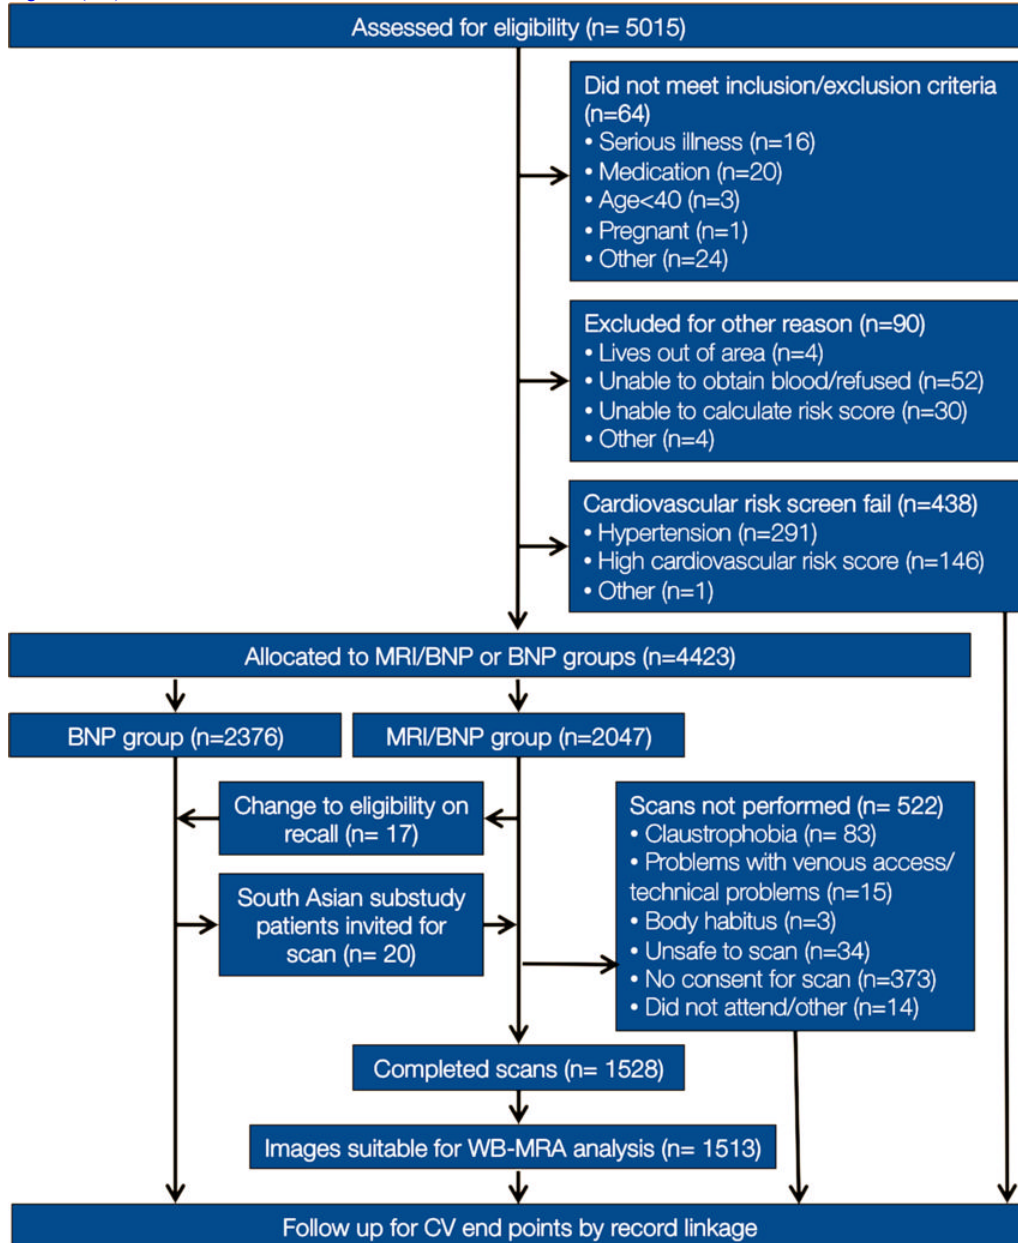 Assessed for eligibility (n= 5015)
Did not meet inclusion/exclusion criteria
(n=64)
• Serious illness (n=16)
• Medication (n=20)
• Age<40 (n=3)
• Pregnant (n=1)
• Other (n=24)
Excluded for other reason (n=90)
• Lives out of area (n=4)
• Unable to obtain blood/refused (n=52)
• Unable to calculate risk score (n=30)
• Other (n=4)
Cardiovascular risk screen fail (n=438)
• Hypertension (n=291)
• High cardiovascular risk score (n=146)
• Other (n=1)
Allocated to MRI/BNP or BNP groups (n=4423)
BNP group (n=2376)
MRI/BNP group (n=2047)
Change to eligibility on
recall (n= 17)
South Asian substudy
patients invited for
scan (n= 20)
Scans not performed (n= 522)
• Claustrophobia (n= 83)
• Problems with venous access/
technical problems (n=15)
• Body habitus (n=3)
• Unsafe to scan (n=34)
• No consent for scan (n=373)
• Did not attend/other (n=14)
Completed scans (n= 1528)
Images suitable for WB-MRA analysis (n= 1513)
Follow up for CV end points by record linkage